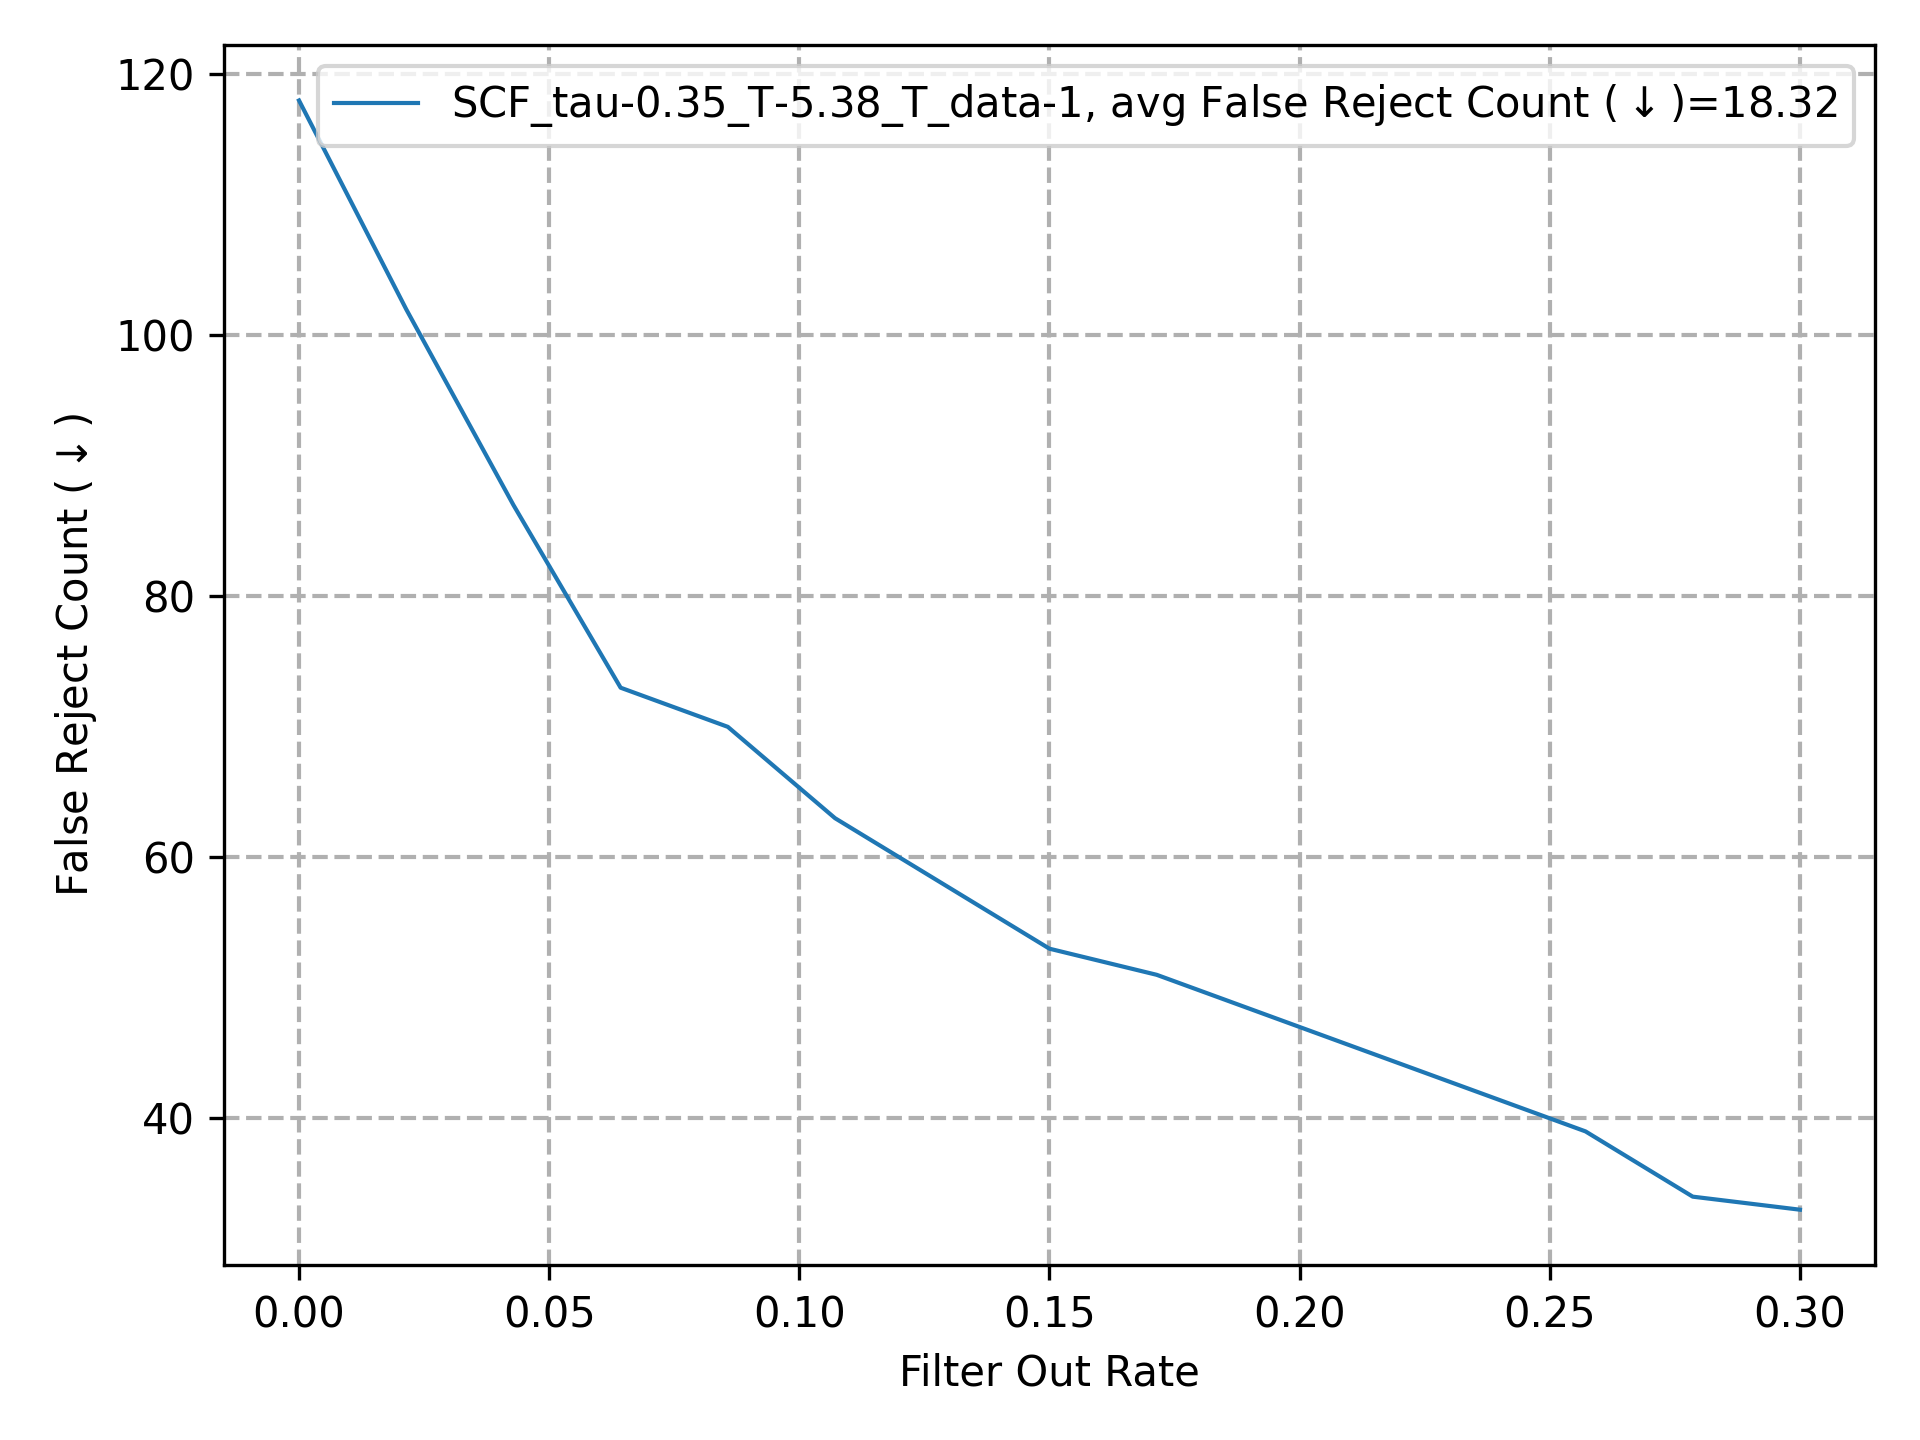 SCF_tau-0.35_T-5.38_T_data-1, avg False Reject Count (↓)=18.32
120
100
80
60
40
False Reject Count (↓)
0.00 0.05 0.10 0.15 0.20 0.25 0.30
Filter Out Rate